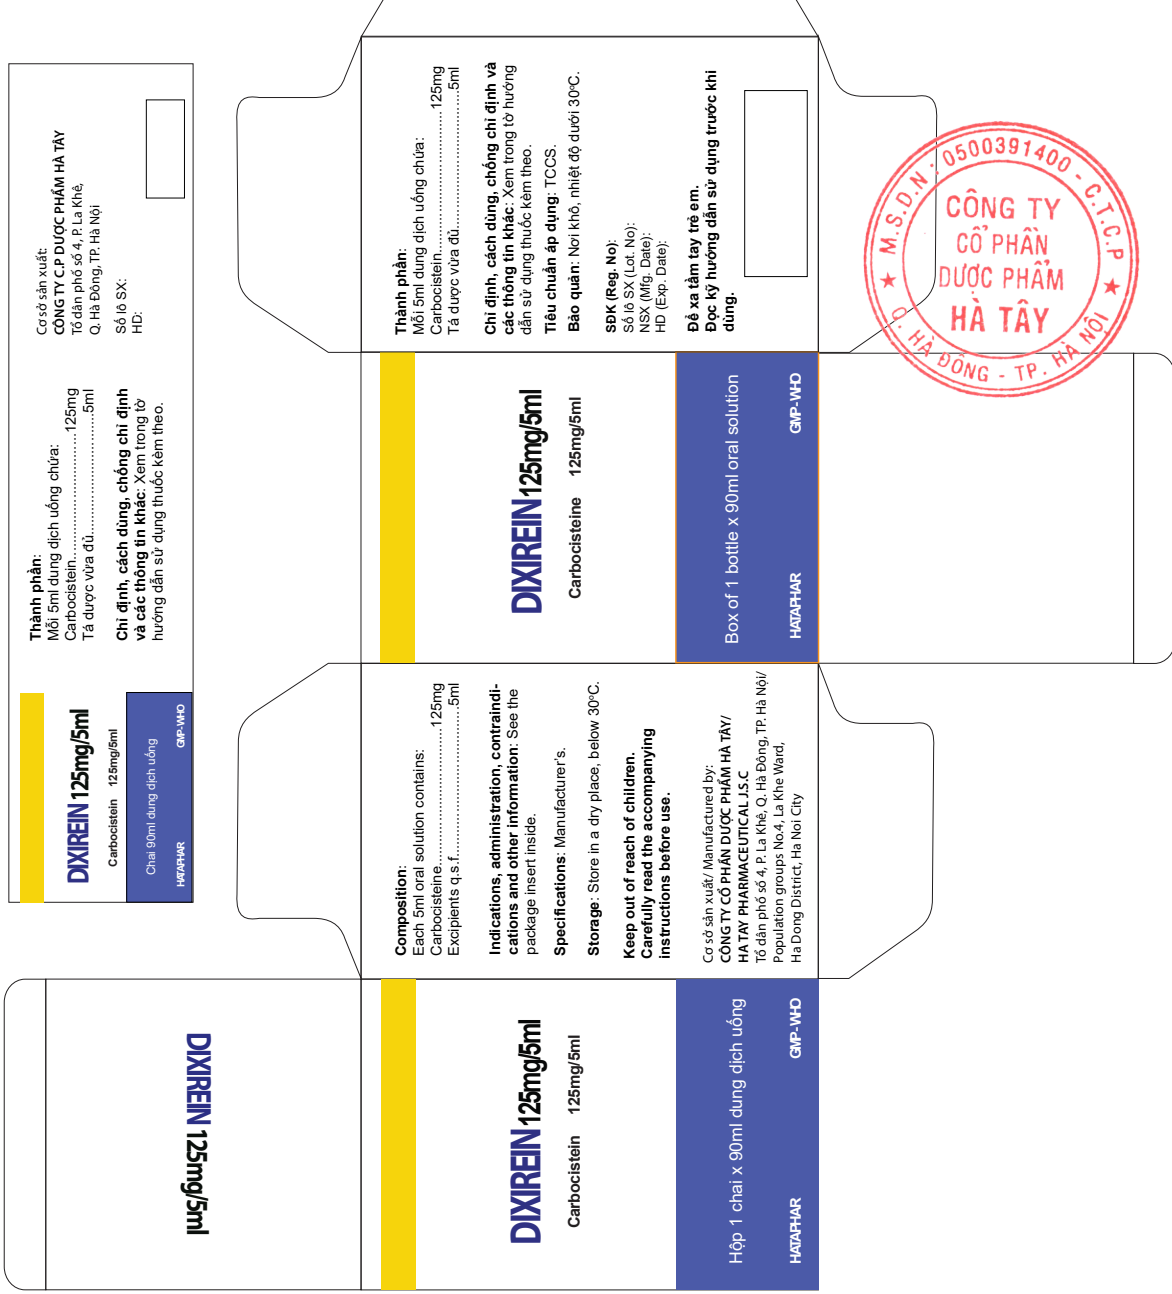 DIXIREIN 125mg/5ml
Carbocistein 125mg/5ml
Chai 90ml dung dịch uống
HATAPHAR GMP-WHO
Thành phần:
Mỗi 5ml dung dịch uống chứa:
Carbocistein................................125mg
Tá dược vừa đủ................................5ml
Chỉ định, cách dùng, chống chỉ định
và các thông tin khác: Xem trong tờ
hướng dẫn sử dụng thuốc kèm theo.
Cơ sở sản xuất:
CÔNG TY C.P DƯỢC PHẨM HÀ TÂY
Tổ dân phố số 4, P. La Khê,
Q. Hà Đông, TP. Hà Nội
Số lô SX:
HD:
DIXIREIN 125mg/5ml
DIXIREIN 125mg/5ml
Carbocistein 125mg/5ml
Hộp 1 chai x 90ml dung dịch uống
HATAPHAR GMP-WHO
Composition:
Each 5ml oral solution contains:
Carbocisteine................................125mg
Excipients q.s.f................................5ml
Indications, administration, contraindi-
cations and other information: See the
package insert inside.
Specifications: Manufacturer's.
Storage: Store in a dry place, below 30°C.
Keep out of reach of children.
Carefully read the accompanying
instructions before use.
Cơ sở sản xuất/ Manufactured by:
CÔNG TY CỔ PHẦN DƯỢC PHẨM HÀ TÂY/
HA TAY PHARMACEUTICAL J.S.C
Tổ dân phố số 4, P. La Khê, Q. Hà Đông, TP. Hà Nội/
Population groups No.4, La Khe Ward,
Ha Dong District, Ha Noi City
DIXIREIN 125mg/5ml
Carbocisteine 125mg/5ml
Box of 1 bottle x 90ml oral solution
HATAPHAR GMP-WHO
Thành phần:
Mỗi 5ml dung dịch uống chứa:
Carbocistein................................125mg
Tá dược vừa đủ................................5ml
Chỉ định, cách dùng, chống chỉ định và
các thông tin khác: Xem trong tờ hướng
dẫn sử dụng thuốc kèm theo.
Tiêu chuẩn áp dụng: TCCS.
Bảo quản: Nơi khô, nhiệt độ dưới 30°C.
SĐK (Reg. No):
Số lô SX (Lot. No):
NSX (Mfg. Date):
HD (Exp. Date):
Để xa tầm tay trẻ em.
Đọc kỹ hướng dẫn sử dụng trước khi
dùng.
M.S.D.N: 0500391400 - C.T.C.P
CÔNG TY
CỔ PHẦN
DƯỢC PHẨM
HÀ TÂY
Q. HÀ ĐÔNG - TP. HÀ NỘI